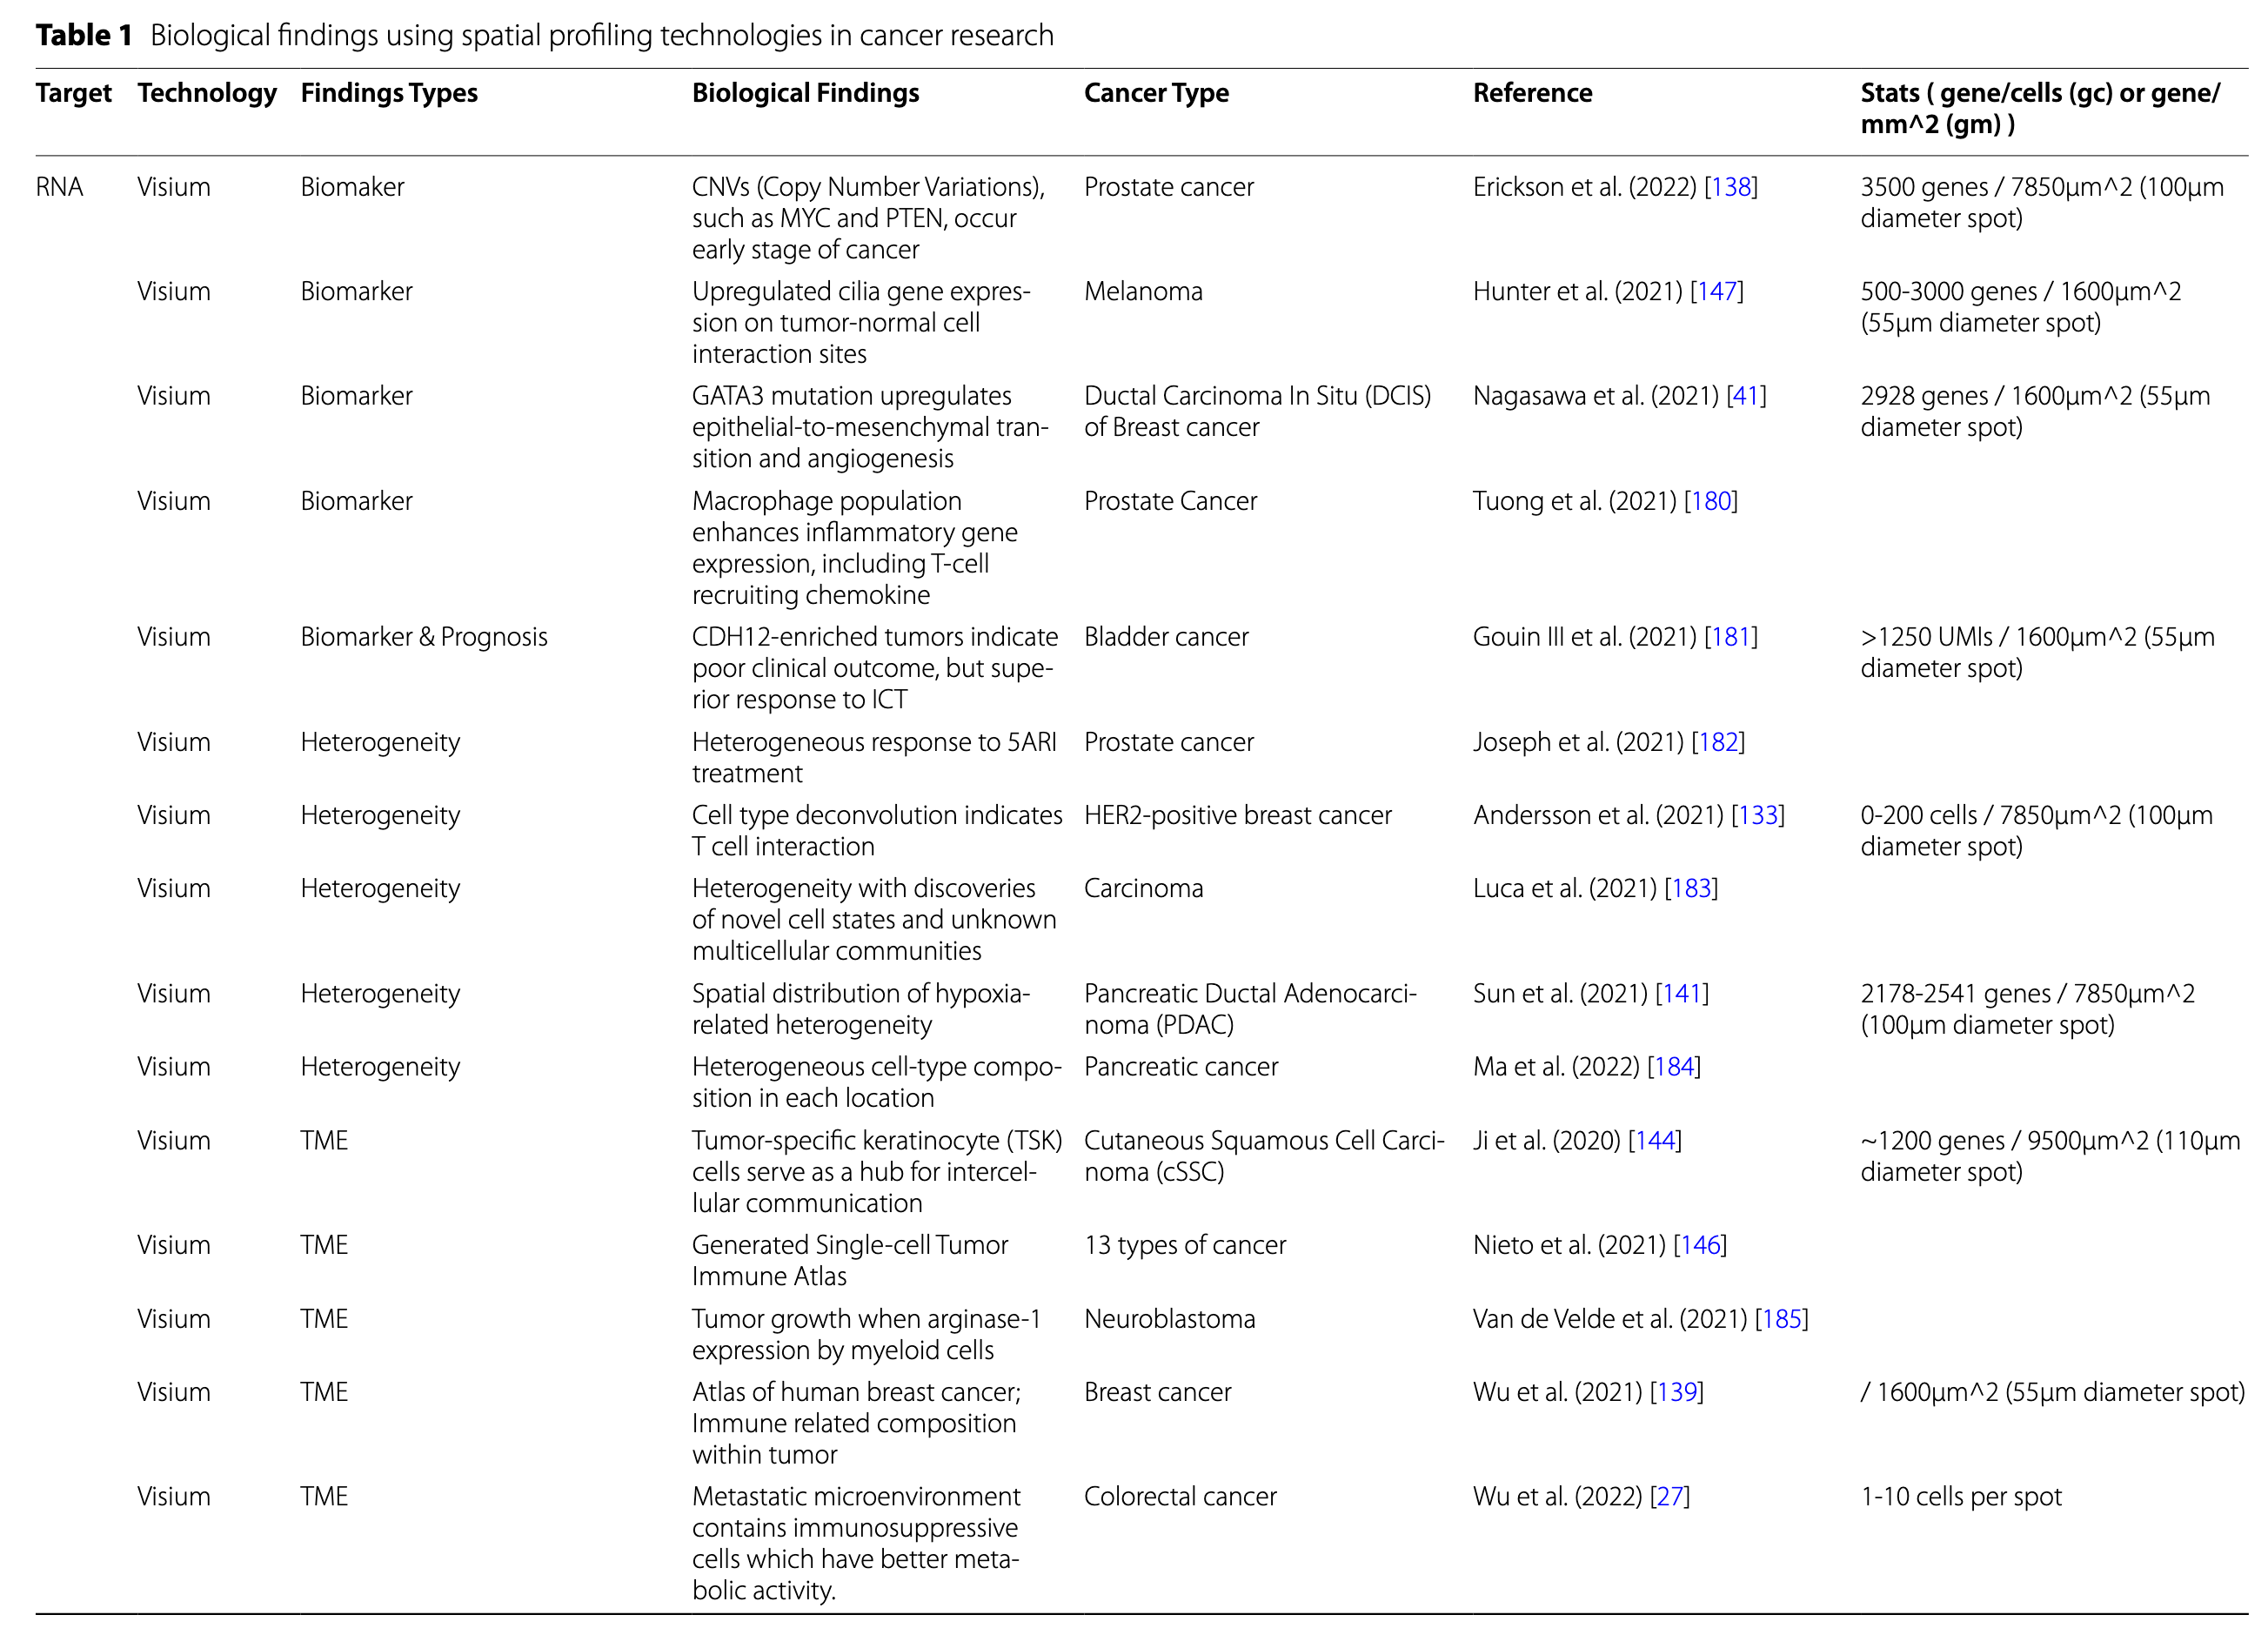 Table 1 Biological findings using spatial profiling technologies in cancer research
Target Technology Findings Types Biological Findings Cancer Type Reference Stats ( gene/cells (gc) or gene/
mm^2 (gm) )
RNA Visium Biomaker CNVs (Copy Number Variations), Prostate cancer Erickson et al. (2022) [138] 3500 genes / 7850µm^2 (100µm
such as MYC and PTEN, occur diameter spot)
early stage of cancer
Visium Biomarker Upregulated cilia gene expres- Melanoma Hunter et al. (2021) [147] 500-3000 genes / 1600µm^2
sion on tumor-normal cell (55µm diameter spot)
interaction sites
Visium Biomarker GATA3 mutation upregulates Ductal Carcinoma In Situ (DCIS) Nagasawa et al. (2021) [41] 2928 genes / 1600µm^2 (55µm
epithelial-to-mesenchymal tran- of Breast cancer diameter spot)
sition and angiogenesis
Visium Biomarker Macrophage population Prostate Cancer Tuong et al. (2021) [180]
enhances inflammatory gene
expression, including T-cell
recruiting chemokine
Visium Biomarker & Prognosis CDH12-enriched tumors indicate Bladder cancer Gouin III et al. (2021) [181] >1250 UMIs / 1600µm^2 (55µm
poor clinical outcome, but supe- diameter spot)
rior response to ICT
Visium Heterogeneity Heterogeneous response to 5ARI Prostate cancer Joseph et al. (2021) [182]
treatment
Visium Heterogeneity Cell type deconvolution indicates HER2-positive breast cancer Andersson et al. (2021) [133] 0-200 cells / 7850µm^2 (100µm
T cell interaction diameter spot)
Visium Heterogeneity Heterogeneity with discoveries Carcinoma Luca et al. (2021) [183]
of novel cell states and unknown
multicellular communities
Visium Heterogeneity Spatial distribution of hypoxia- Pancreatic Ductal Adenocarci- Sun et al. (2021) [141] 2178-2541 genes / 7850µm^2
related heterogeneity noma (PDAC) (100µm diameter spot)
Visium Heterogeneity Heterogeneous cell-type compo- Pancreatic cancer Ma et al. (2022) [184]
sition in each location
Visium TME Tumor-specific keratinocyte (TSK) Cutaneous Squamous Cell Carci- Ji et al. (2020) [144] ~1200 genes / 9500µm^2 (110µm
cells serve as a hub for intercel- noma (cSSC) diameter spot)
lular communication
Visium TME Generated Single-cell Tumor 13 types of cancer Nieto et al. (2021) [146]
Immune Atlas
Visium TME Tumor growth when arginase-1 Neuroblastoma Van de Velde et al. (2021) [185]
expression by myeloid cells
Visium TME Atlas of human breast cancer; Breast cancer Wu et al. (2021) [139] / 1600µm^2 (55µm diameter spot)
Immune related composition
within tumor
Visium TME Metastatic microenvironment Colorectal cancer Wu et al. (2022) [27] 1-10 cells per spot
contains immunosuppressive
cells which have better meta-
bolic activity.